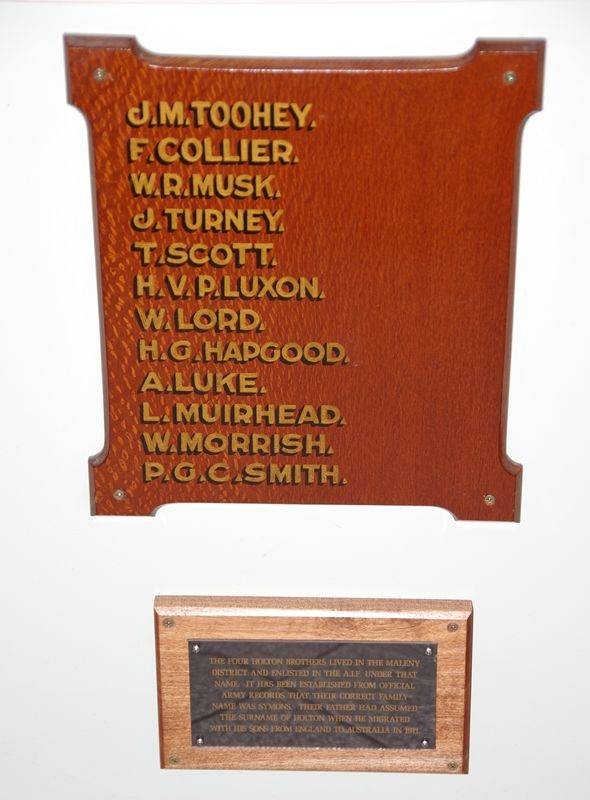 J.M.TOOHEY.
F.COLLIER.
W.R.MUSK.
J.TURNEY.
T.SCOTT.
H.V.P.LUXON.
W.LORD.
H.G.HAPGOOD.
A.LUKE.
L.MUIRHEAD.
W.MORRISH.
P.G.C.SMITH.
THE FOUR HOLTON BROTHERS LIVED IN THE MALENY
DISTRICT AND ENLISTED IN THE A.I.F. UNDER THAT
NAME. IT HAS BEEN ESTABLISHED FROM OFFICIAL
ARMY RECORDS THAT THEIR CORRECT FAMILY
NAME WAS SYMONS. THEIR FATHER HAD ASSUMED
THE SURNAME OF HOLTON WHEN HE MIGRATED
WITH HIS SONS FROM ENGLAND TO AUSTRALIA IN